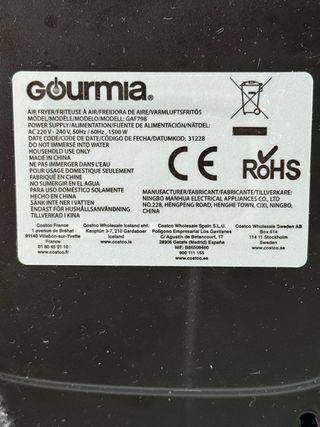 Gourmia®
AIR FRYER/FRITEUSE À AIR/FREIDORA DE AIRE/VARMLUFTSFRITÖS
MODEL/MODÈLE/MODELO/MODELL: GAF798
POWER SUPPLY/ALIMENTATION/FUENTE DE ALIMENTACIÓN/NÄTDEL:
AC 220 V - 240 V, 50Hz / 60Hz , 1500 W
DATE CODE/CODE DE DATE/CÓDIGO DE FECHA/DATUMKOD: 31228
DO NOT IMMERSE INTO WATER
HOUSEHOLD USE ONLY
MADE IN CHINA
NE PAS IMMERGER DANS L'EAU
POUR USAGE DOMESTIQUE SEULEMENT
FABRIQUÉ EN CHINE
NO SUMERGIR EN EL AGUA
PARA USO DOMÉSTICO SOLAMENTE
HECHO EN CHINA
SÄNK INTE NER I VATTEN
ENDAST FÖR HUSHÅLLSANVÄNDNING
TILLVERKAD I KINA
CE
RoHS
MANUFACTURER/FABRICANT/FABRICANTE/TILLVERKARE:
NINGBO MANHUA ELECTRIC APPLIANCES CO., LTD
NO.228, HENGPENG ROAD, HENGHE TOWN, CIXI, NINGBO,
CHINA
Costco France
1 avenue de Bréhat
91140 Villebon-sur-Yvette
France
01 80 45 01 10
www.costco.fr
Costco Wholesale Iceland ehf.
Kauptún 3-7, 210 Gardabaer
Iceland
www.costco.is
Costco Wholesale Spain S.L.U.
Polígono Empresarial Los Gavilanes
C/ Agustín de Betancourt, 17
28906 Getafe (Madrid) España
NIF: B86509460
900 111 155
www.costco.es
Costco Wholesale Sweden AB
Box 614
114 11 Stockholm
Sweden
www.costco.se